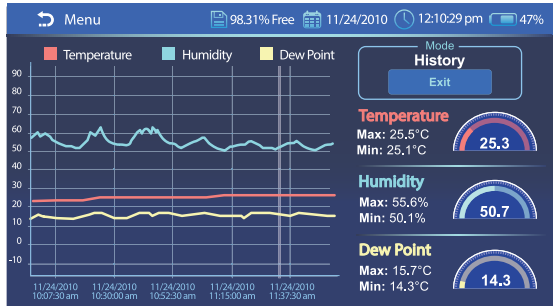 Menu
98.31% Free
11/24/2010
12:10:29 pm
47%
Temperature
Humidity
Dew Point
90
80
70
60
50
40
30
20
10
0
-10
11/24/2010
10:07:30 am
11/24/2010
10:30:00 am
11/24/2010
10:52:30 am
11/24/2010
11:15:00 am
11/24/2010
11:37:30 am
Mode
History
Exit
Temperature
Max: 25.5°C
Min: 25.1°C
25.3
Humidity
Max: 55.6%
Min: 50.1%
50.7
Dew Point
Max: 15.7°C
Min: 14.3°C
14.3